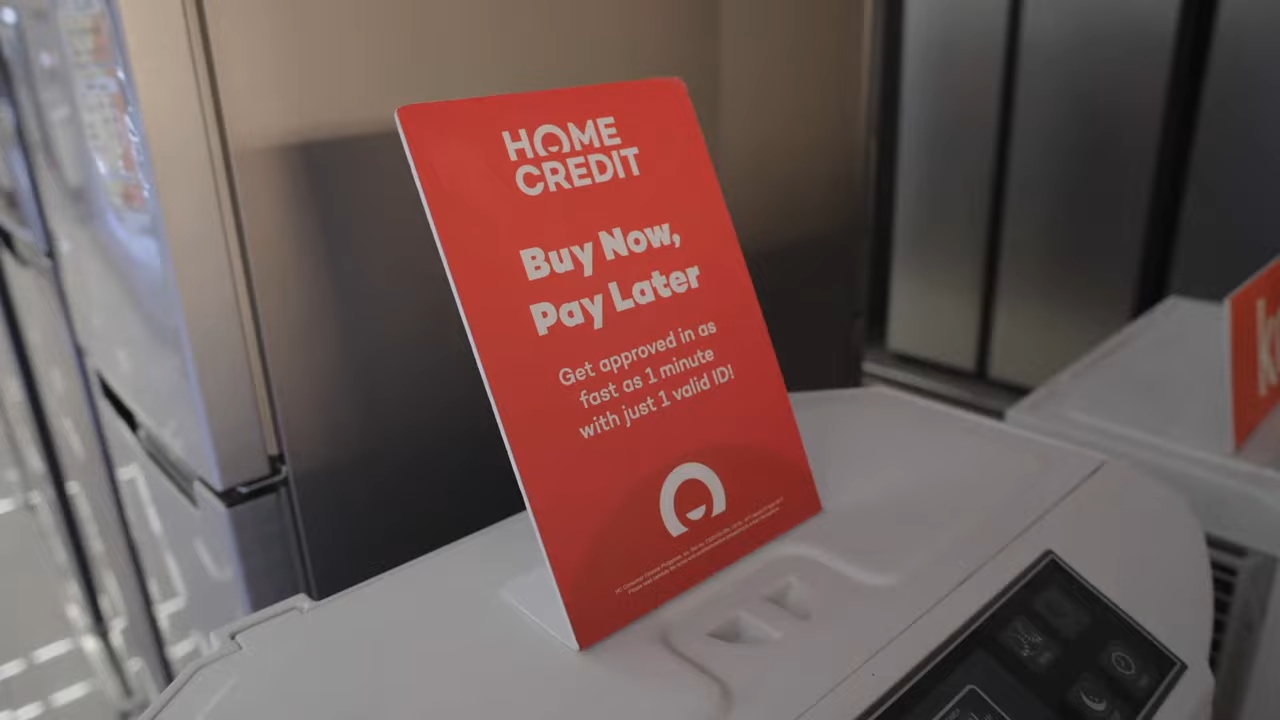 HOME
CREDIT
Buy Now,
Pay Later
Get approved in as
fast as 1 minute
with just 1 valid ID!